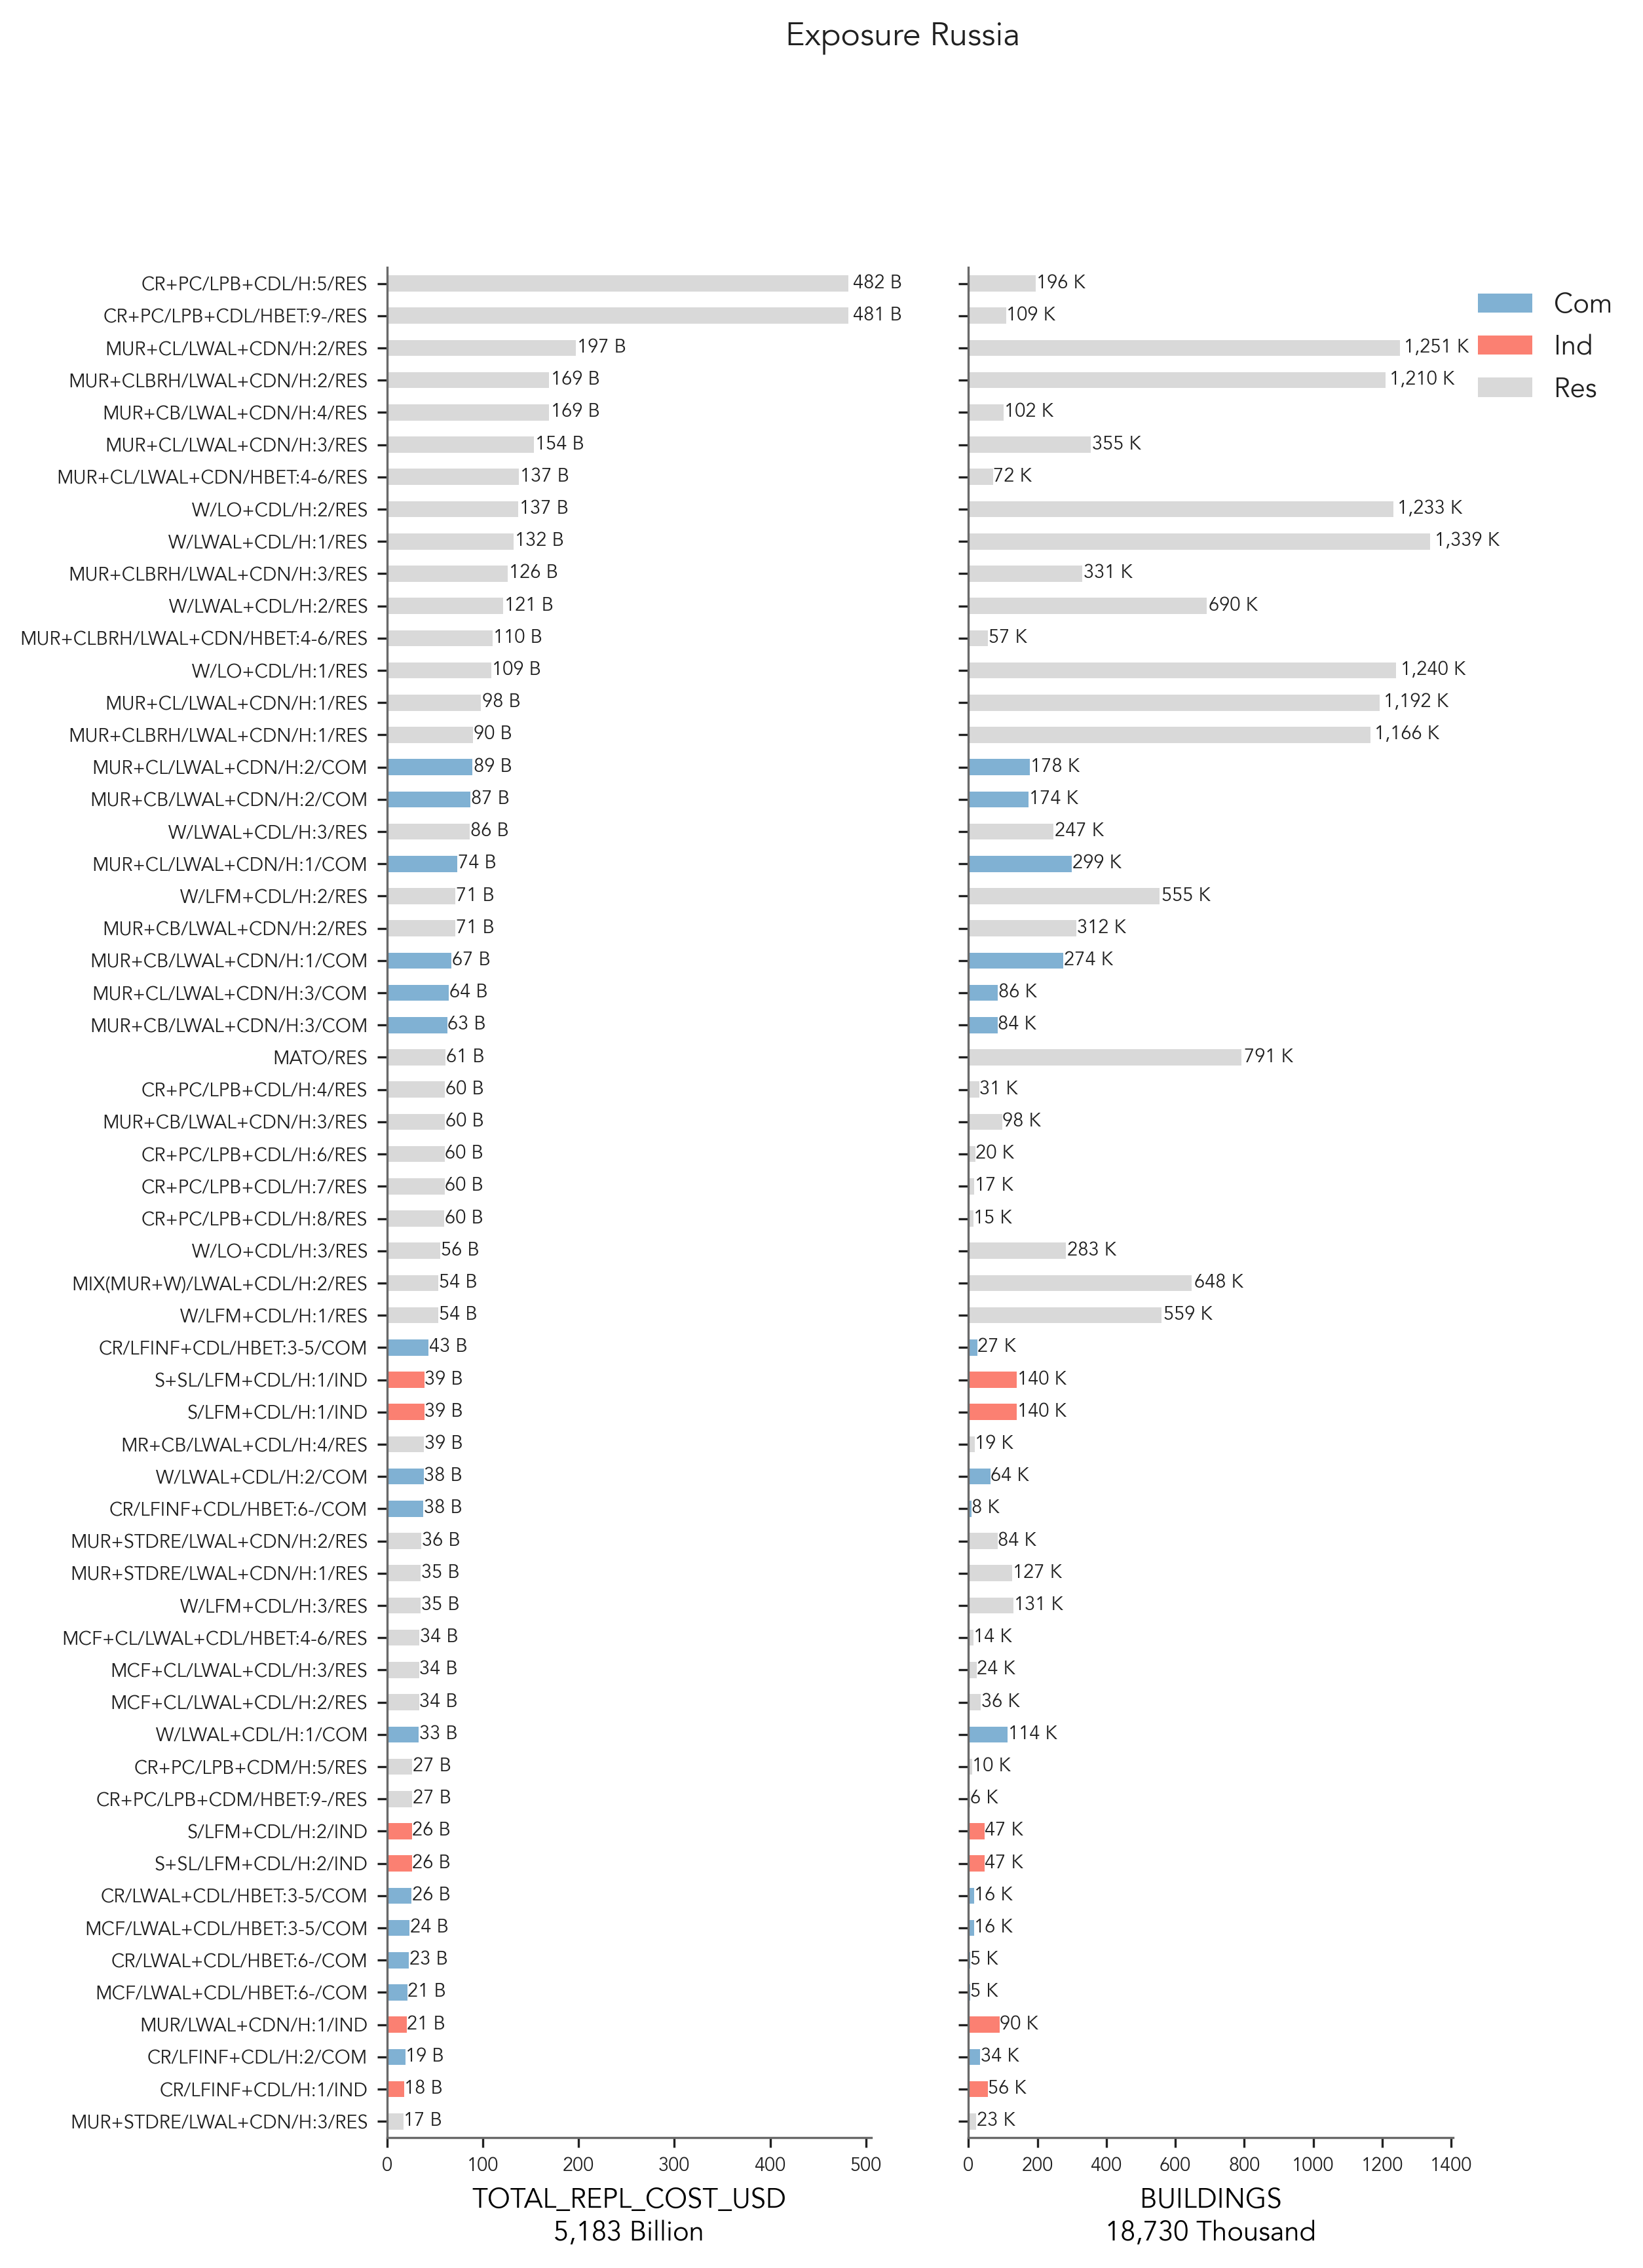 Exposure Russia
CR+PC/LPB+CDL/H:5/RES 482 B 196 K
CR+PC/LPB+CDL/HBET:9-/RES 481 B 109 K
MUR+CL/LWAL+CDN/H:2/RES 197 B 1,251 K
MUR+CLBRH/LWAL+CDN/H:2/RES 169 B 1,210 K
MUR+CB/LWAL+CDN/H:4/RES 169 B 102 K
MUR+CL/LWAL+CDN/H:3/RES 154 B 355 K
MUR+CL/LWAL+CDN/HBET:4-6/RES 137 B 72 K
W/LO+CDL/H:2/RES 137 B 1,233 K
W/LWAL+CDL/H:1/RES 132 B 1,339 K
MUR+CLBRH/LWAL+CDN/H:3/RES 126 B 331 K
W/LWAL+CDL/H:2/RES 121 B 690 K
MUR+CLBRH/LWAL+CDN/HBET:4-6/RES 110 B 57 K
W/LO+CDL/H:1/RES 109 B 1,240 K
MUR+CL/LWAL+CDN/H:1/RES 98 B 1,192 K
MUR+CLBRH/LWAL+CDN/H:1/RES 90 B 1,166 K
MUR+CL/LWAL+CDN/H:2/COM 89 B 178 K
MUR+CB/LWAL+CDN/H:2/COM 87 B 174 K
W/LWAL+CDL/H:3/RES 86 B 247 K
MUR+CL/LWAL+CDN/H:1/COM 74 B 299 K
W/LFM+CDL/H:2/RES 71 B 555 K
MUR+CB/LWAL+CDN/H:2/RES 71 B 312 K
MUR+CB/LWAL+CDN/H:1/COM 67 B 274 K
MUR+CL/LWAL+CDN/H:3/COM 64 B 86 K
MUR+CB/LWAL+CDN/H:3/COM 63 B 84 K
MATO/RES 61 B 791 K
CR+PC/LPB+CDL/H:4/RES 60 B 31 K
MUR+CB/LWAL+CDN/H:3/RES 60 B 98 K
CR+PC/LPB+CDL/H:6/RES 60 B 20 K
CR+PC/LPB+CDL/H:7/RES 60 B 17 K
CR+PC/LPB+CDL/H:8/RES 60 B 15 K
W/LO+CDL/H:3/RES 56 B 283 K
MIX(MUR+W)/LWAL+CDL/H:2/RES 54 B 648 K
W/LFM+CDL/H:1/RES 54 B 559 K
CR/LFINF+CDL/HBET:3-5/COM 43 B 27 K
S+SL/LFM+CDL/H:1/IND 39 B 140 K
S/LFM+CDL/H:1/IND 39 B 140 K
MR+CB/LWAL+CDL/H:4/RES 39 B 19 K
W/LWAL+CDL/H:2/COM 38 B 64 K
CR/LFINF+CDL/HBET:6-/COM 38 B 8 K
MUR+STDRE/LWAL+CDN/H:2/RES 36 B 84 K
MUR+STDRE/LWAL+CDN/H:1/RES 35 B 127 K
W/LFM+CDL/H:3/RES 35 B 131 K
MCF+CL/LWAL+CDL/HBET:4-6/RES 34 B 14 K
MCF+CL/LWAL+CDL/H:3/RES 34 B 24 K
MCF+CL/LWAL+CDL/H:2/RES 34 B 36 K
W/LWAL+CDL/H:1/COM 33 B 114 K
CR+PC/LPB+CDM/H:5/RES 27 B 10 K
CR+PC/LPB+CDM/HBET:9-/RES 27 B 6 K
S/LFM+CDL/H:2/IND 26 B 47 K
S+SL/LFM+CDL/H:2/IND 26 B 47 K
CR/LWAL+CDL/HBET:3-5/COM 26 B 16 K
MCF/LWAL+CDL/HBET:3-5/COM 24 B 16 K
CR/LWAL+CDL/HBET:6-/COM 23 B 5 K
MCF/LWAL+CDL/HBET:6-/COM 21 B 5 K
MUR/LWAL+CDN/H:1/IND 21 B 90 K
CR/LFINF+CDL/H:2/COM 19 B 34 K
CR/LFINF+CDL/H:1/IND 18 B 56 K
MUR+STDRE/LWAL+CDN/H:3/RES 17 B 23 K
0 100 200 300 400 500
TOTAL_REPL_COST_USD
5,183 Billion
0 200 400 600 800 1000 1200 1400
BUILDINGS
18,730 Thousand
Com
Ind
Res